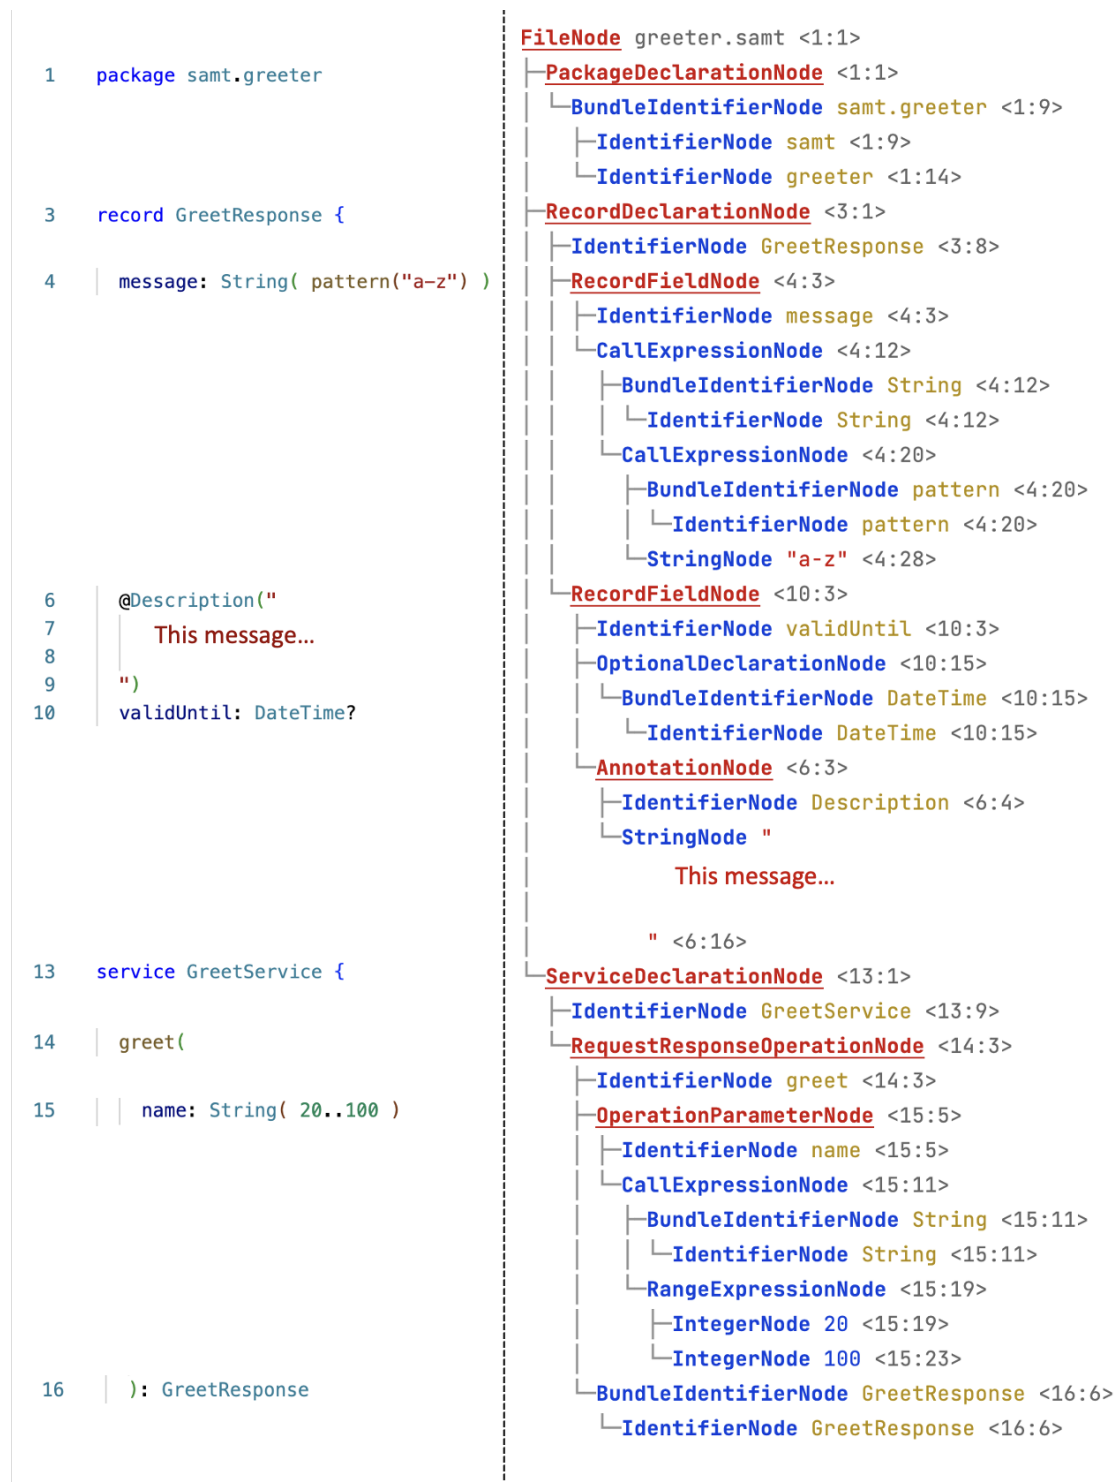 1 package samt.greeter
3 record GreetResponse {
4 message: String( pattern("a-z") )
6 @Description("
7 This message...
8
9 ")
10 validUntil: DateTime?
13 service GreetService {
14 greet(
15 name: String( 20..100 )
16 ): GreetResponse
FileNode greeter.samt <1:1>
PackageDeclarationNode <1:1>
BundleIdentifierNode samt.greeter <1:9>
IdentifierNode samt <1:9>
IdentifierNode greeter <1:14>
RecordDeclarationNode <3:1>
IdentifierNode GreetResponse <3:8>
RecordFieldNode <4:3>
IdentifierNode message <4:3>
CallExpressionNode <4:12>
BundleIdentifierNode String <4:12>
IdentifierNode String <4:12>
CallExpressionNode <4:20>
BundleIdentifierNode pattern <4:20>
IdentifierNode pattern <4:20>
StringNode "a-z" <4:28>
RecordFieldNode <10:3>
IdentifierNode validUntil <10:3>
OptionalDeclarationNode <10:15>
BundleIdentifierNode DateTime <10:15>
IdentifierNode DateTime <10:15>
AnnotationNode <6:3>
IdentifierNode Description <6:4>
StringNode "
This message...
" <6:16>
ServiceDeclarationNode <13:1>
IdentifierNode GreetService <13:9>
RequestResponseOperationNode <14:3>
IdentifierNode greet <14:3>
OperationParameterNode <15:5>
IdentifierNode name <15:5>
CallExpressionNode <15:11>
BundleIdentifierNode String <15:11>
IdentifierNode String <15:11>
RangeExpressionNode <15:19>
IntegerNode 20 <15:19>
IntegerNode 100 <15:23>
BundleIdentifierNode GreetResponse <16:6>
IdentifierNode GreetResponse <16:6>